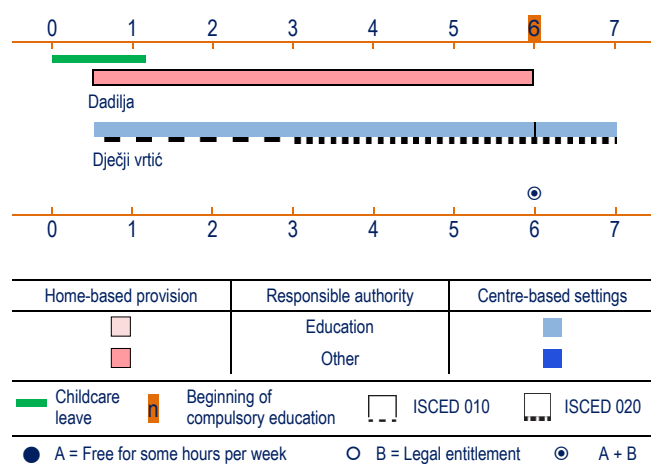 0 1 2 3 4 5 6 7
Dadilja
Dječji vrtić
0 1 2 3 4 5 6 7
Home-based provision Responsible authority Centre-based settings
Education
Other
Childcare leave
n Beginning of compulsory education
ISCED 010
ISCED 020
A = Free for some hours per week B = Legal entitlement A + B